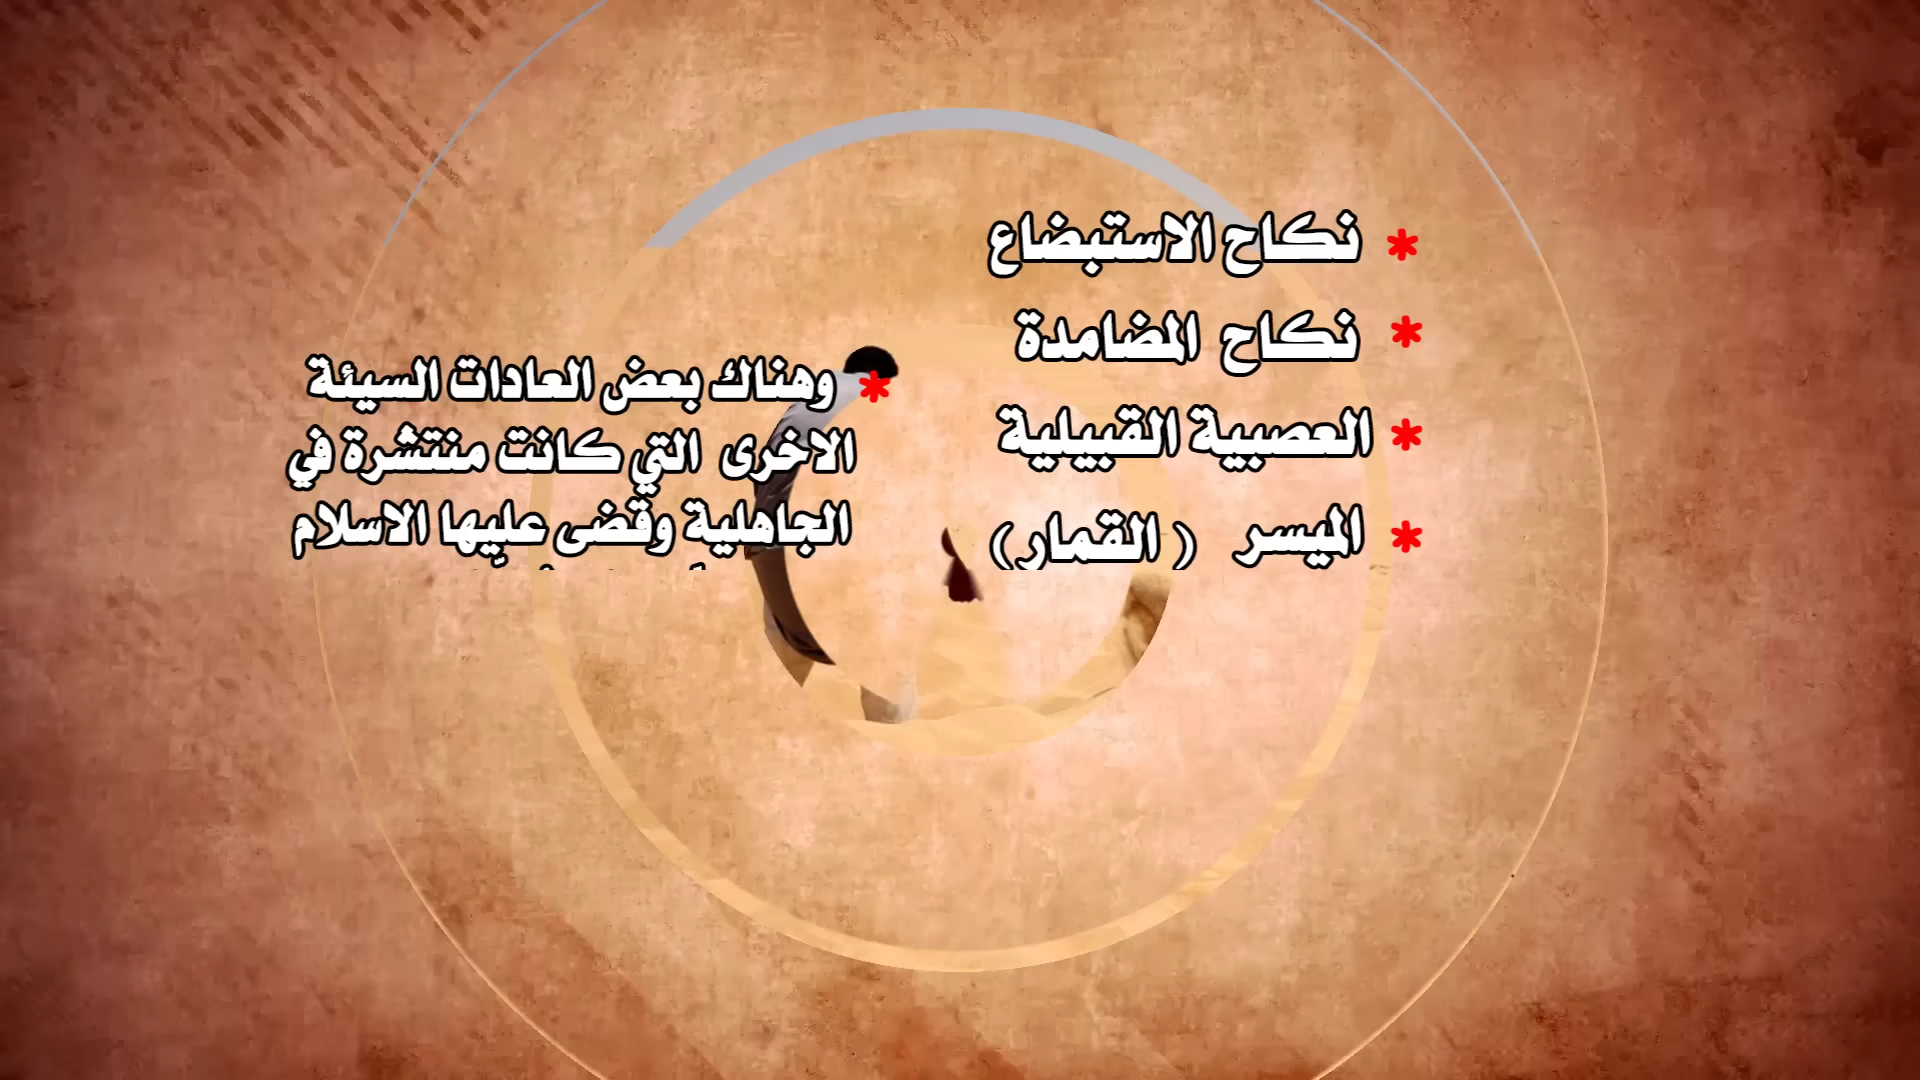 * نكاح الاستبضاع
* نكاح المضامدة
* العصبية القبيلية
* الميسر ( القمار )
* وهناك بعض العادات السيئة
الاخرى التي كانت منتشرة في
الجاهلية وقضى عليها الاسلام